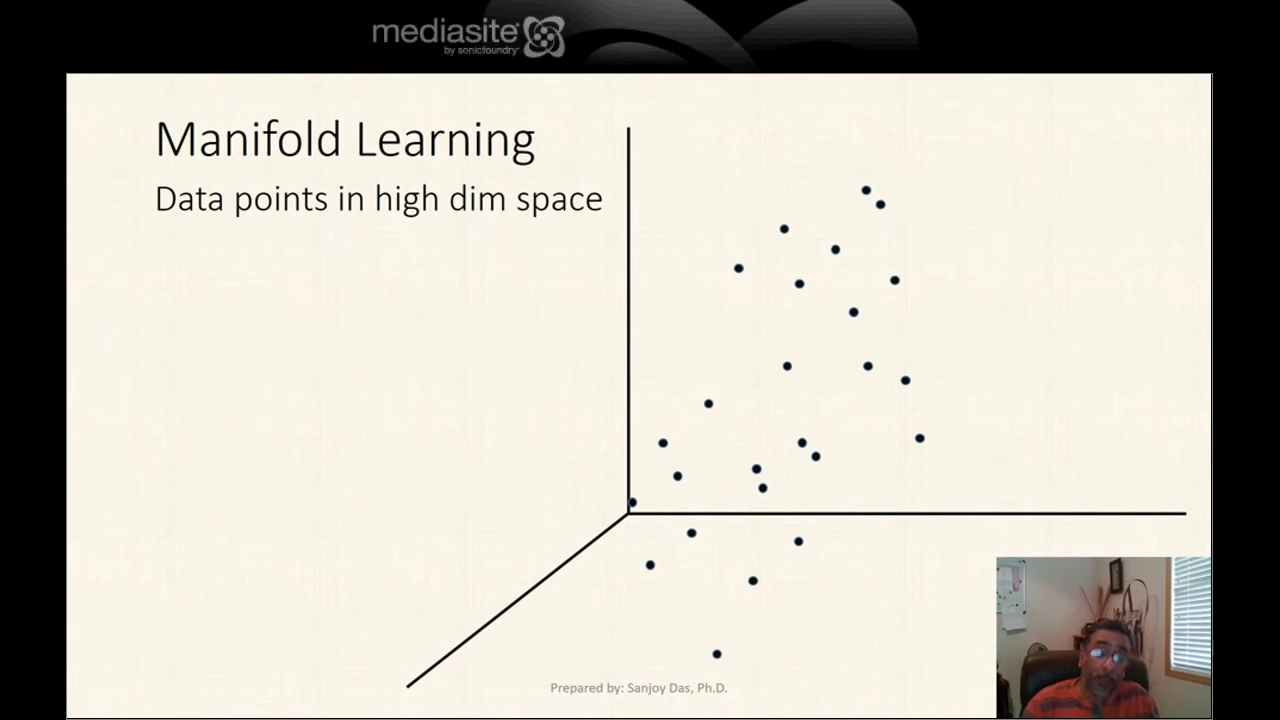 mediasite
by sonicfoundry
Manifold Learning
Data points in high dim space
Prepared by: Sanjoy Das, Ph.D.